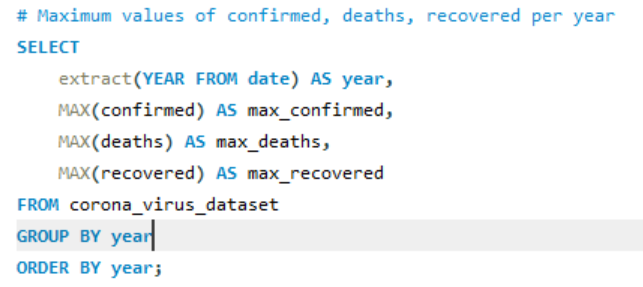 # Maximum values of confirmed, deaths, recovered per year
SELECT
    extract(YEAR FROM date) AS year,
    MAX(confirmed) AS max_confirmed,
    MAX(deaths) AS max_deaths,
    MAX(recovered) AS max_recovered
FROM corona_virus_dataset
GROUP BY year
ORDER BY year;